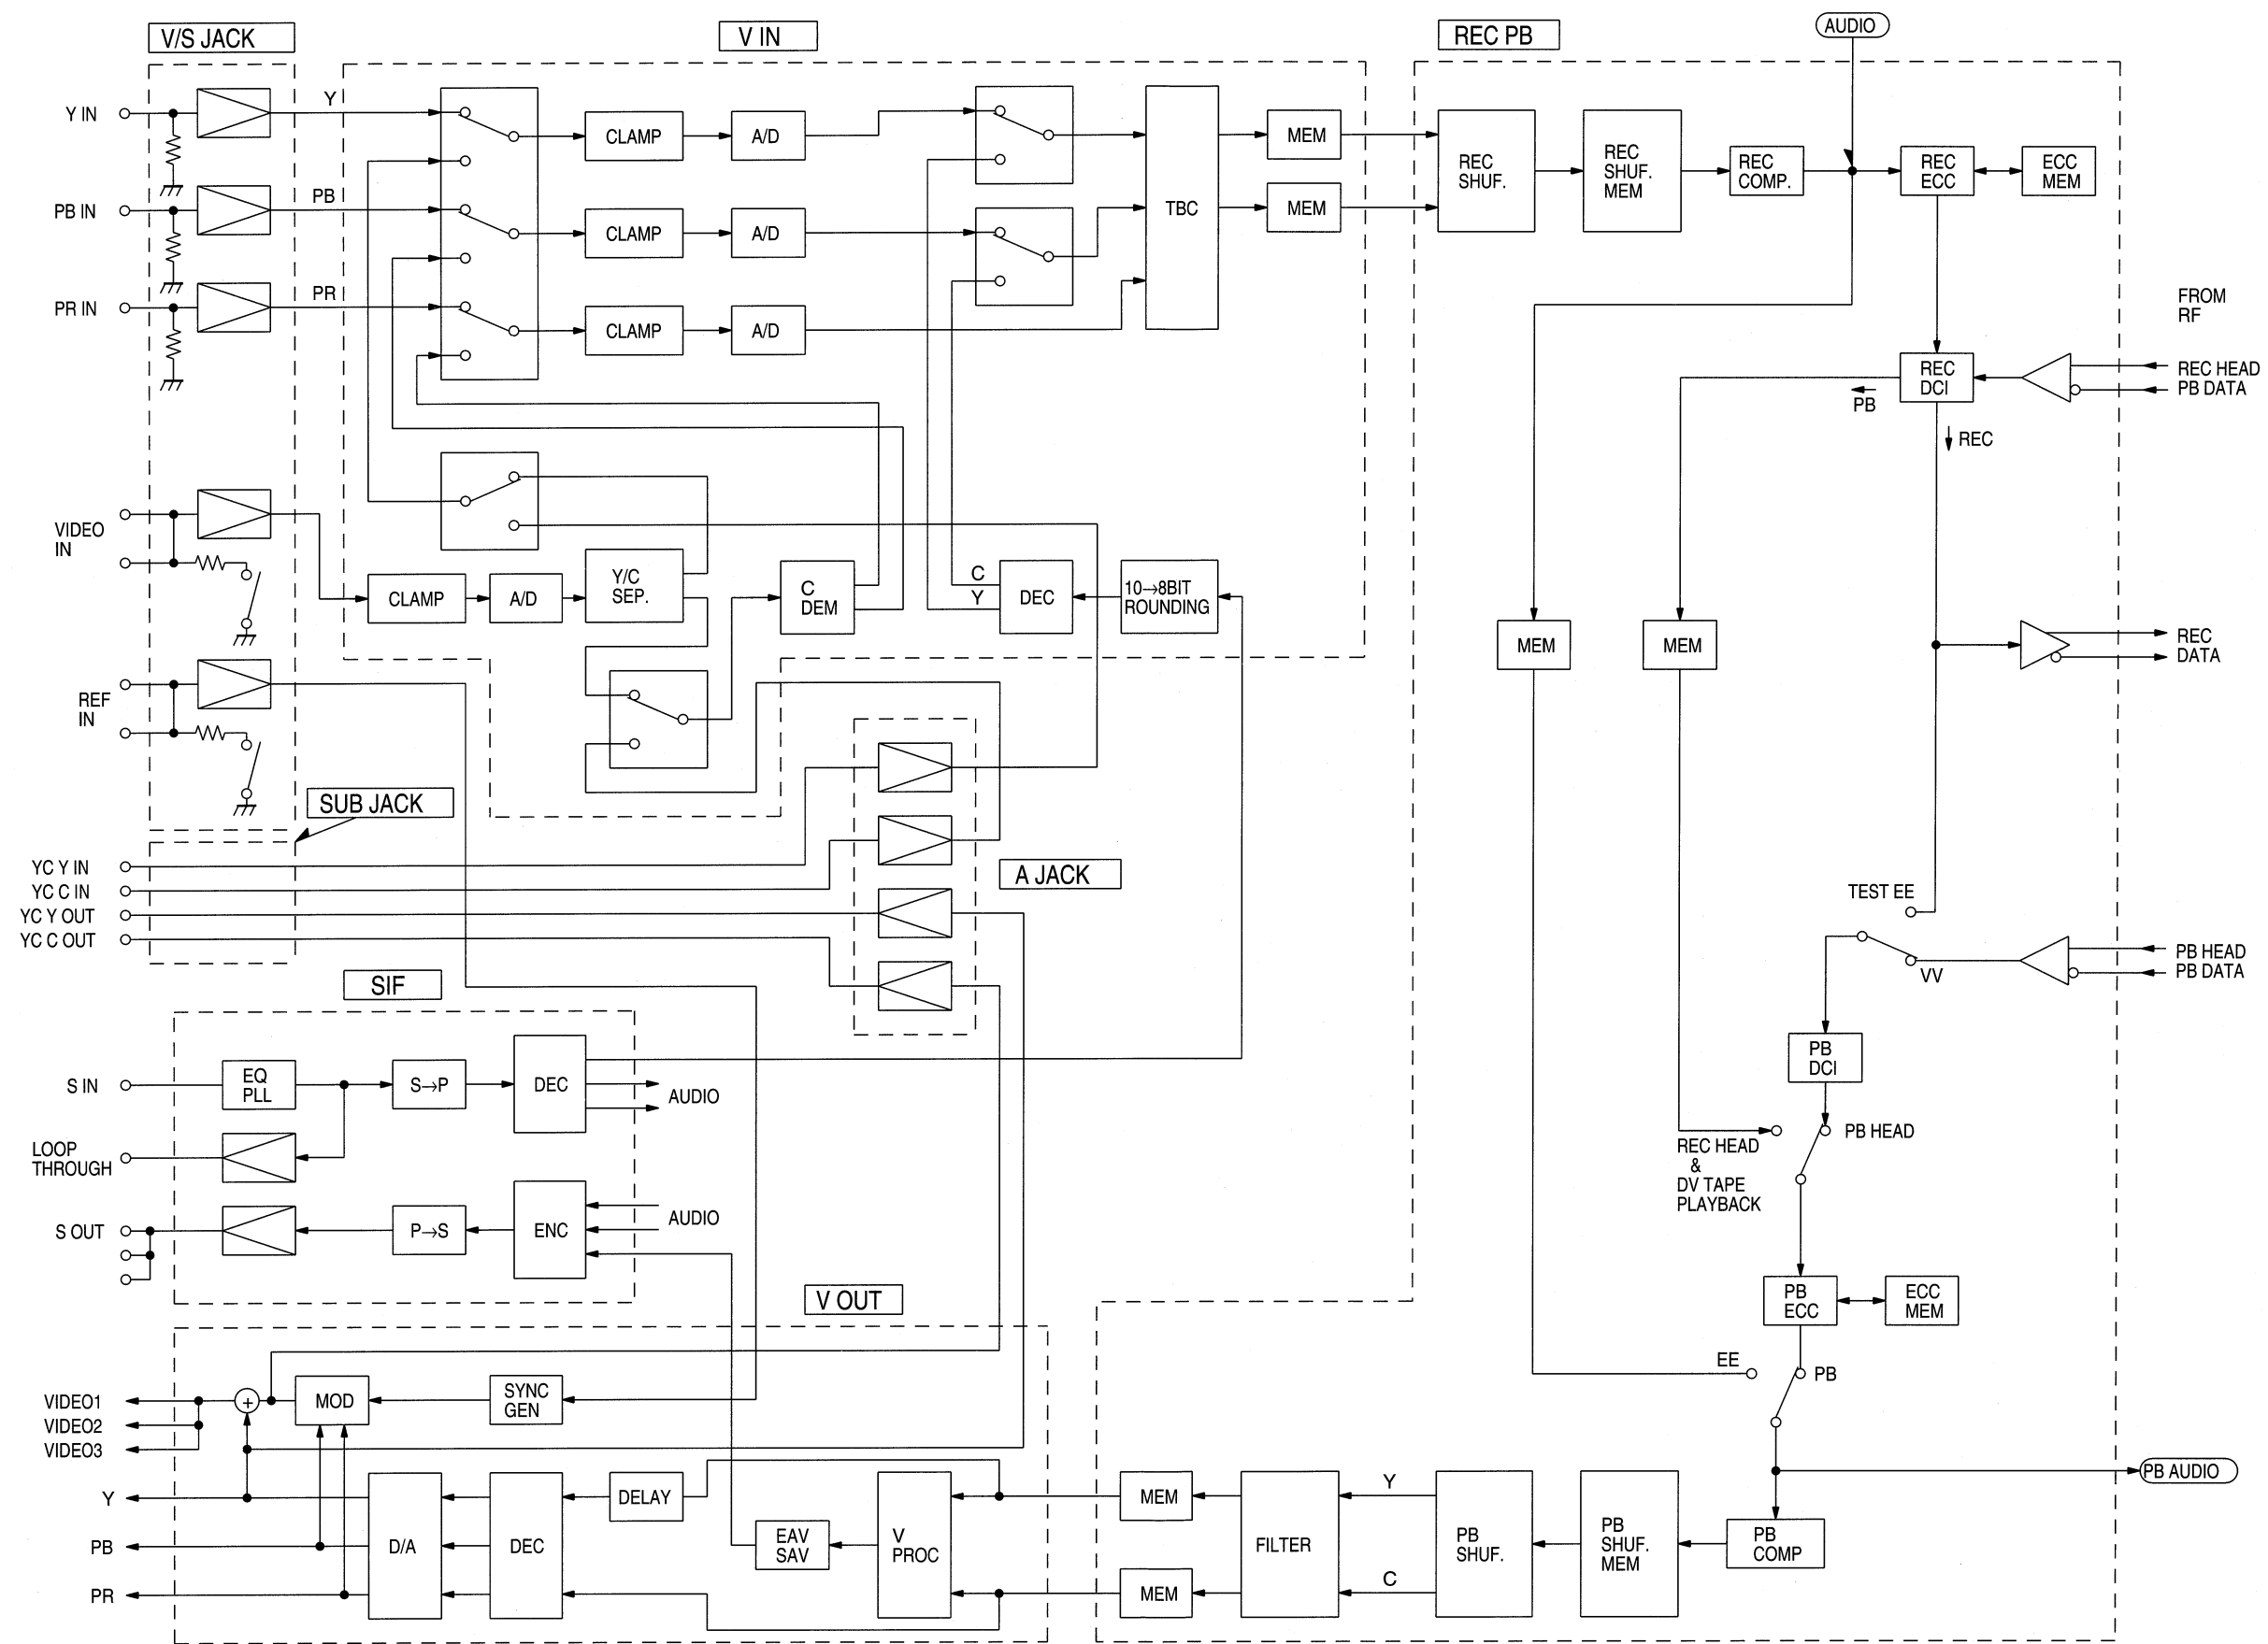 V/S JACK
V IN
REC PB
AUDIO
Y IN
Y
CLAMP
A/D
MEM
REC
SHUF.
REC
SHUF.
MEM
REC
COMP.
REC
ECC
ECC
MEM
PB IN
PB
CLAMP
A/D
TBC
MEM
PR IN
PR
CLAMP
A/D
FROM
RF
REC
DCI
REC HEAD
PB DATA
PB
REC
VIDEO
IN
CLAMP
A/D
Y/C
SEP.
C
DEM
C
Y
DEC
10→8BIT
ROUNDING
MEM
MEM
REC
DATA
REF
IN
SUB JACK
A JACK
YC Y IN
YC C IN
YC Y OUT
YC C OUT
TEST EE
VV
PB HEAD
PB DATA
SIF
S IN
EQ
PLL
S→P
DEC
AUDIO
PB
DCI
LOOP
THROUGH
REC HEAD
&
DV TAPE
PLAYBACK
PB HEAD
S OUT
P→S
ENC
AUDIO
V OUT
PB
ECC
ECC
MEM
EE
PB
VIDEO1
VIDEO2
VIDEO3
+
MOD
SYNC
GEN
Y
PB
PR
D/A
DEC
DELAY
EAV
SAV
V
PROC
MEM
MEM
FILTER
Y
C
PB
SHUF.
PB
SHUF.
MEM
PB
COMP
PB AUDIO